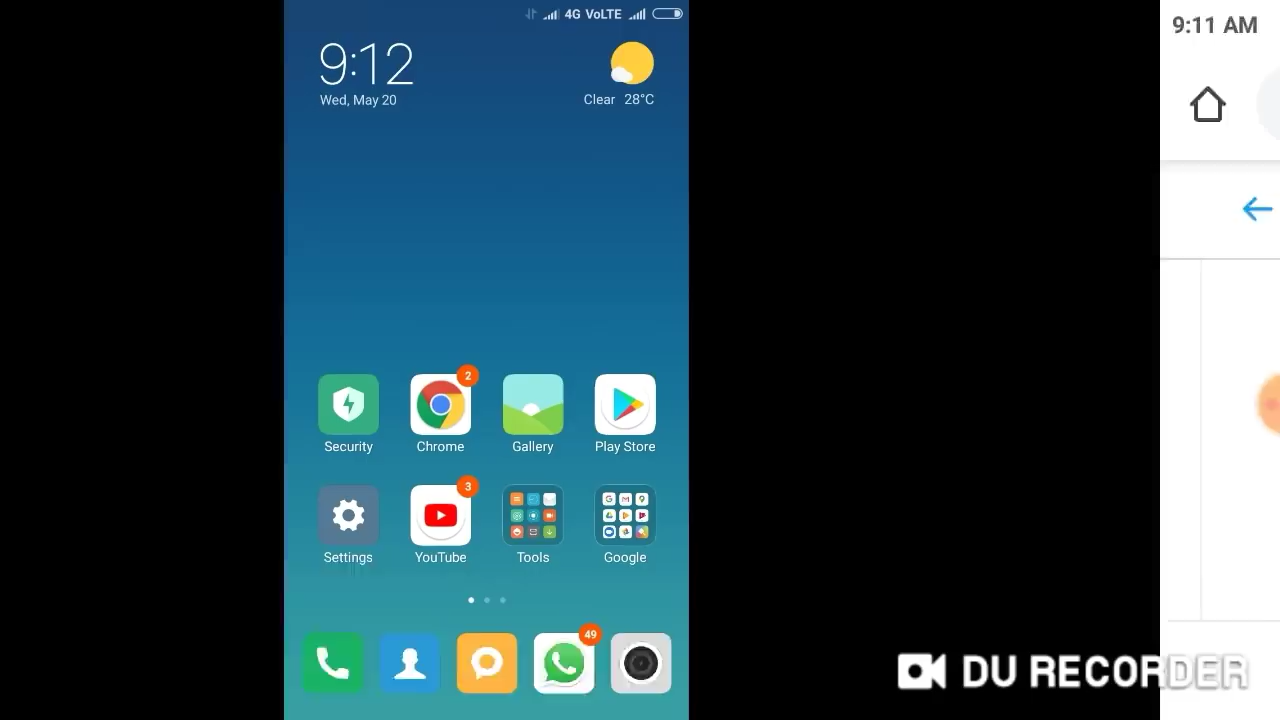 4G VoLTE
9:11 AM
9:12
Wed, May 20
Clear 28°C
2
Security
Chrome
Gallery
Play Store
3
Settings
YouTube
Tools
Google
49
DU RECORDER